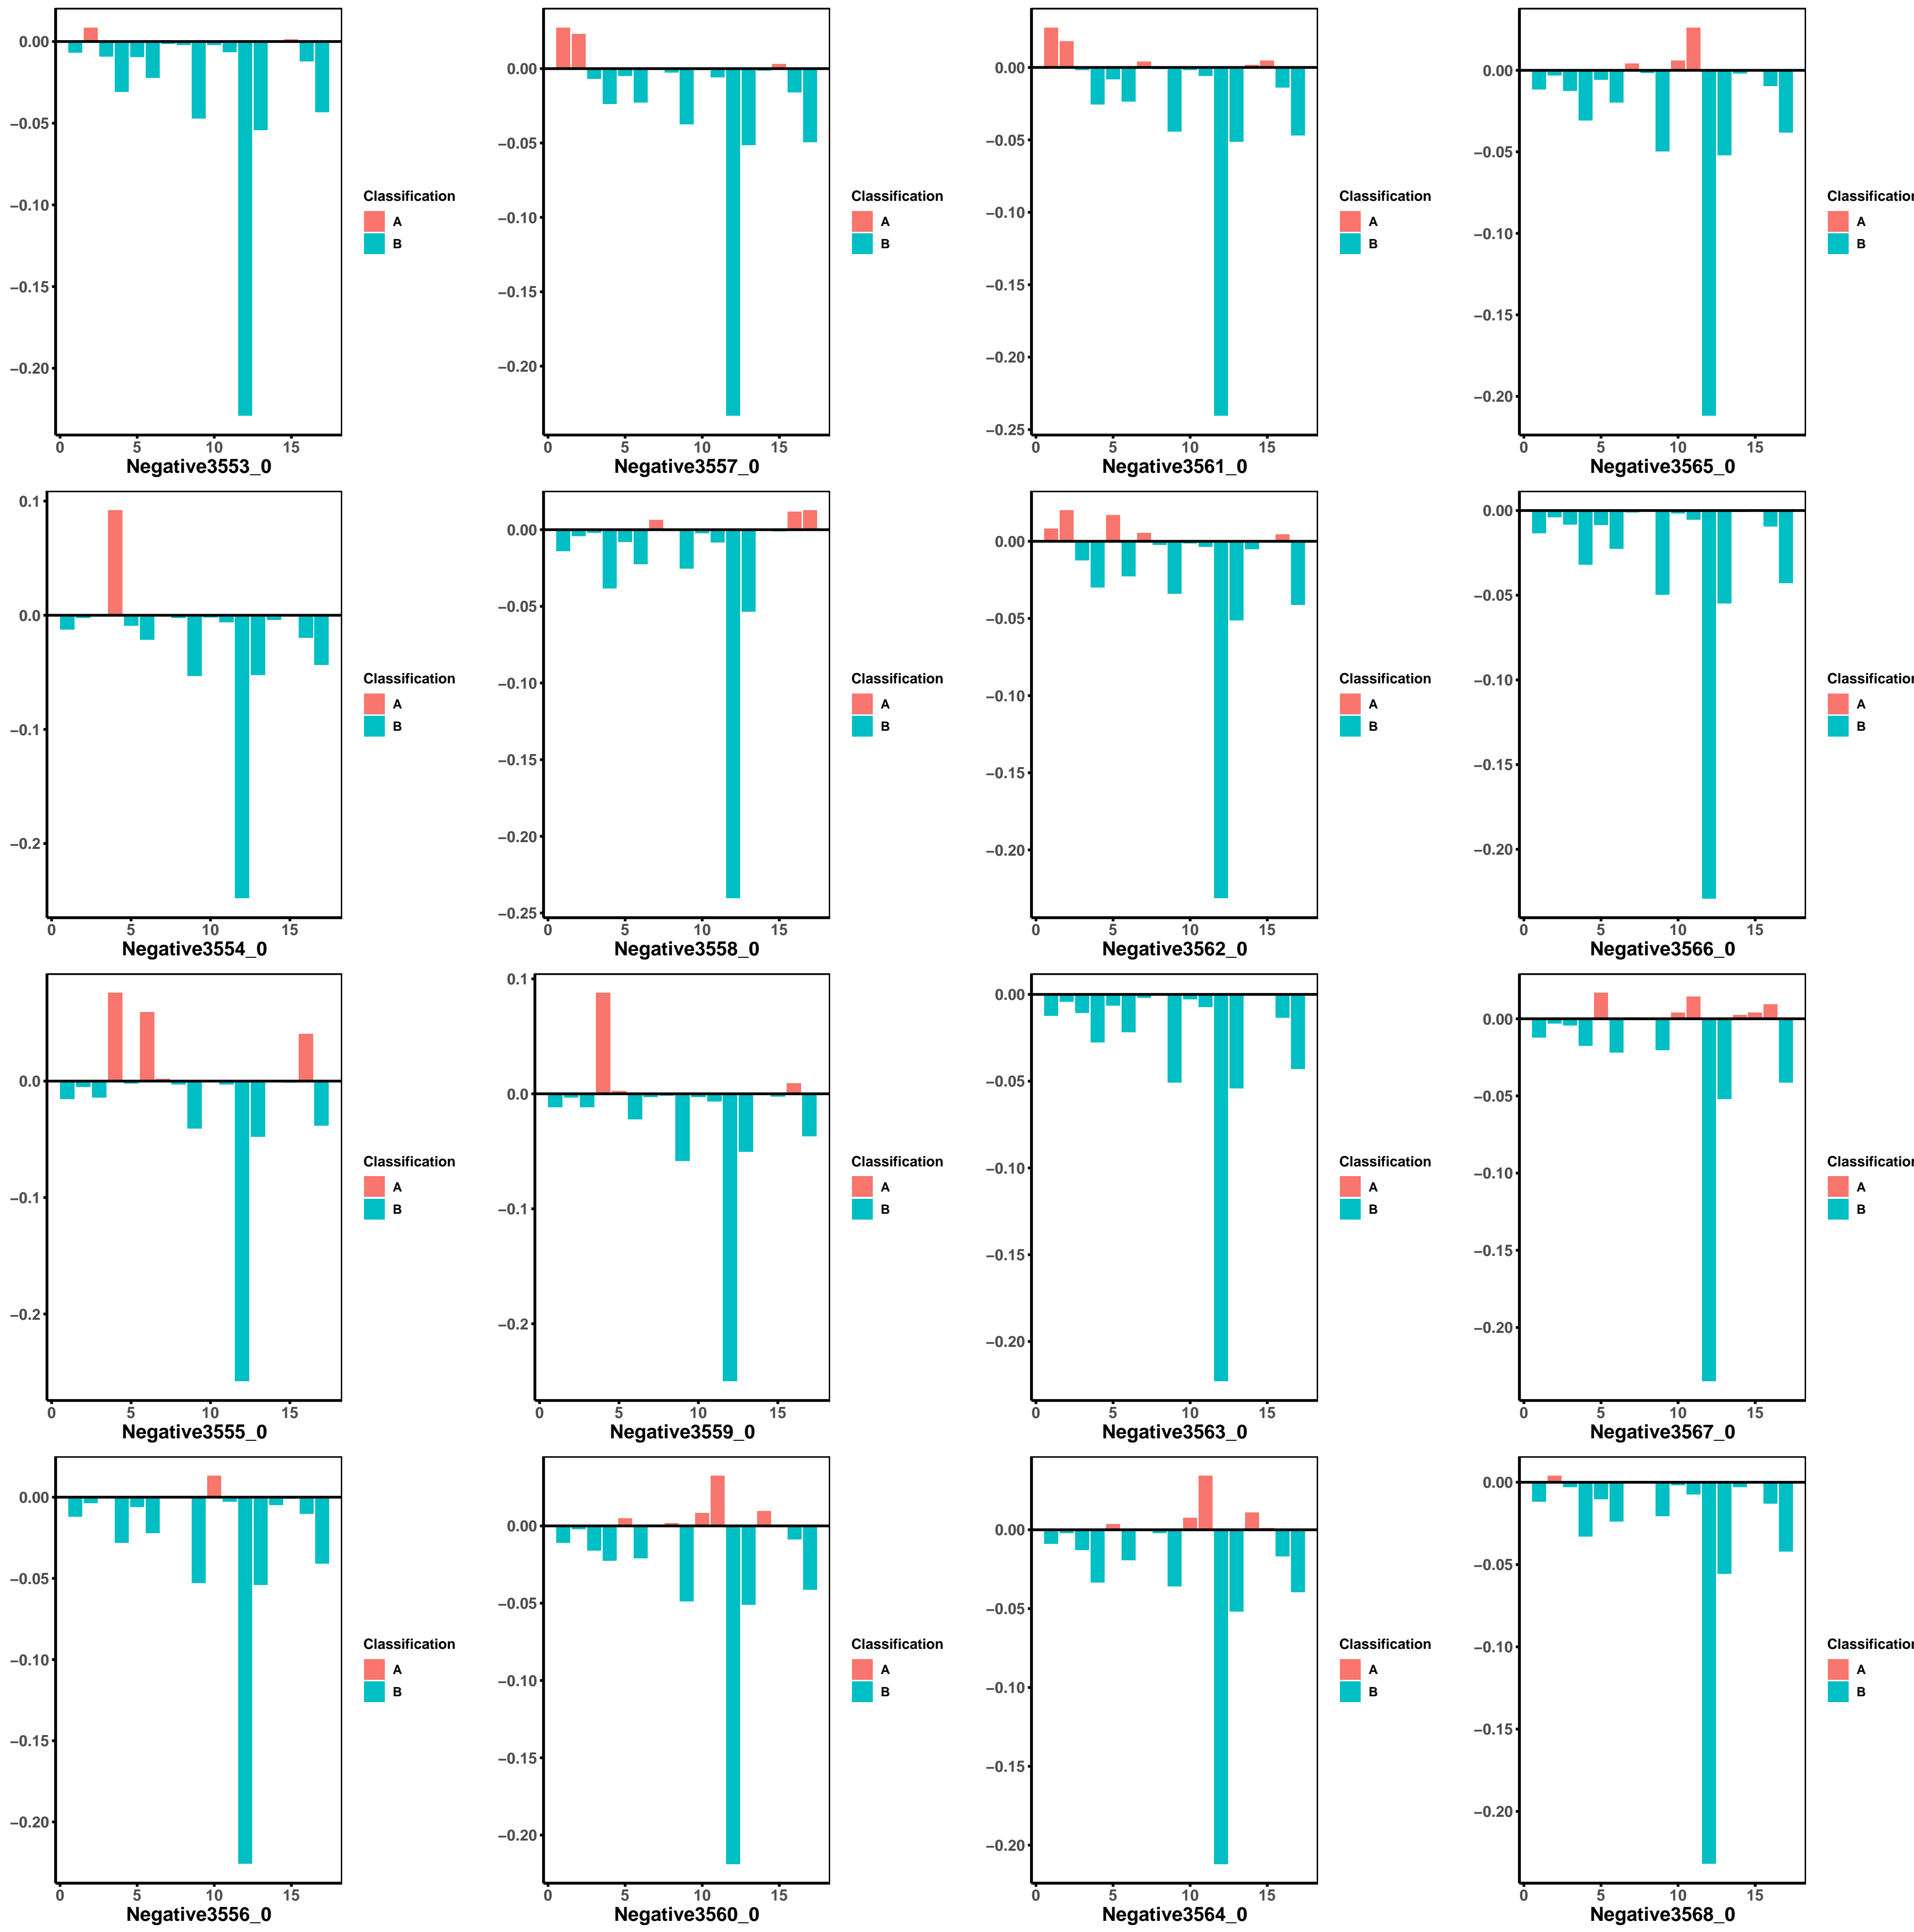 0.00
−0.05
−0.10
−0.15
−0.20
0 5 10 15
Negative3553_0
Classification
A
B
0.00
−0.05
−0.10
−0.15
−0.20
0 5 10 15
Negative3557_0
Classification
A
B
0.00
−0.05
−0.10
−0.15
−0.20
−0.25
0 5 10 15
Negative3561_0
Classification
A
B
0.00
−0.05
−0.10
−0.15
−0.20
0 5 10 15
Negative3565_0
Classification
A
B
0.1
0.0
−0.1
−0.2
0 5 10 15
Negative3554_0
Classification
A
B
0.00
−0.05
−0.10
−0.15
−0.20
−0.25
0 5 10 15
Negative3558_0
Classification
A
B
0.00
−0.05
−0.10
−0.15
−0.20
0 5 10 15
Negative3562_0
Classification
A
B
0.00
−0.05
−0.10
−0.15
−0.20
0 5 10 15
Negative3566_0
Classification
A
B
0.0
−0.1
−0.2
0 5 10 15
Negative3555_0
Classification
A
B
0.1
0.0
−0.1
−0.2
0 5 10 15
Negative3559_0
Classification
A
B
0.00
−0.05
−0.10
−0.15
−0.20
0 5 10 15
Negative3563_0
Classification
A
B
0.00
−0.05
−0.10
−0.15
−0.20
0 5 10 15
Negative3567_0
Classification
A
B
0.00
−0.05
−0.10
−0.15
−0.20
0 5 10 15
Negative3556_0
Classification
A
B
0.00
−0.05
−0.10
−0.15
−0.20
0 5 10 15
Negative3560_0
Classification
A
B
0.00
−0.05
−0.10
−0.15
−0.20
0 5 10 15
Negative3564_0
Classification
A
B
0.00
−0.05
−0.10
−0.15
−0.20
0 5 10 15
Negative3568_0
Classification
A
B